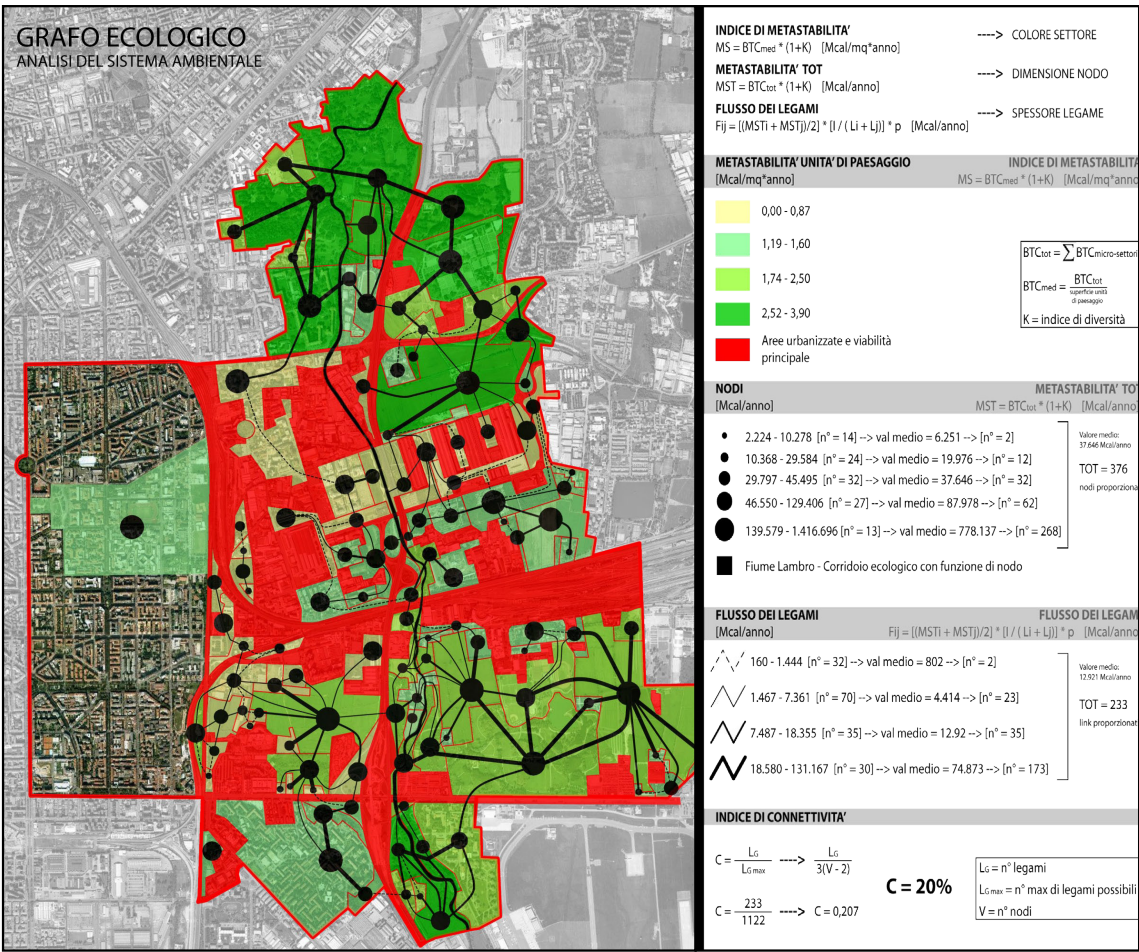 GRAFO ECOLOGICO
ANALISI DEL SISTEMA AMBIENTALE
INDICE DI METASTABILITA'
MS = BTCmed * (1+K) [Mcal/mq*anno]
----> COLORE SETTORE
METASTABILITA' TOT
MST = BTCtot * (1+K) [Mcal/anno]
----> DIMENSIONE NODO
FLUSSO DEI LEGAMI
Fij = [(MSTi + MSTj)/2] * [I / ( Li + Lj)] * p [Mcal/anno]
----> SPESSORE LEGAME
METASTABILITA' UNITA' DI PAESAGGIO
[Mcal/mq*anno]
INDICE DI METASTABILITA
MS = BTCmed * (1+K) [Mcal/mq*anno
0,00 - 0,87
1,19 - 1,60
1,74 - 2,50
2,52 - 3,90
Aree urbanizzate e viabilità
principale
BTCtot = ∑ BTCmicro-settori
BTCmed = BTCtot
superficie unità
di paesaggio
K = indice di diversità
NODI
[Mcal/anno]
METASTABILITA' TOT
MST = BTCtot * (1+K) [Mcal/anno
2.224 - 10.278 [n° = 14] --> val medio = 6.251 --> [n° = 2]
10.368 - 29.584 [n° = 24] --> val medio = 19.976 --> [n° = 12]
29.797 - 45.495 [n° = 32] --> val medio = 37.646 --> [n° = 32]
46.550 - 129.406 [n° = 27] --> val medio = 87.978 --> [n° = 62]
139.579 - 1.416.696 [n° = 13] --> val medio = 778.137 --> [n° = 268]
Valore medio:
37.646 Mcal/anno
TOT = 376
nodi proporziona
Fiume Lambro - Corridoio ecologico con funzione di nodo
FLUSSO DEI LEGAMI
[Mcal/anno]
FLUSSO DEI LEGAM
Fij = [(MSTi + MSTj)/2] * [I / ( Li + Lj)] * p [Mcal/anno
160 - 1.444 [n° = 32] --> val medio = 802 --> [n° = 2]
1.467 - 7.361 [n° = 70] --> val medio = 4.414 --> [n° = 23]
7.487 - 18.355 [n° = 35] --> val medio = 12.92 --> [n° = 35]
18.580 - 131.167 [n° = 30] --> val medio = 74.873 --> [n° = 173]
Valore medio:
12.921 Mcal/anno
TOT = 233
link proporzionat
INDICE DI CONNETTIVITA'
C = LG / LG max ----> LG / 3(V - 2)
C = 233 / 1122 ----> C = 0,207
C = 20%
LG = n° legami
LG max = n° max di legami possibili
V = n° nodi